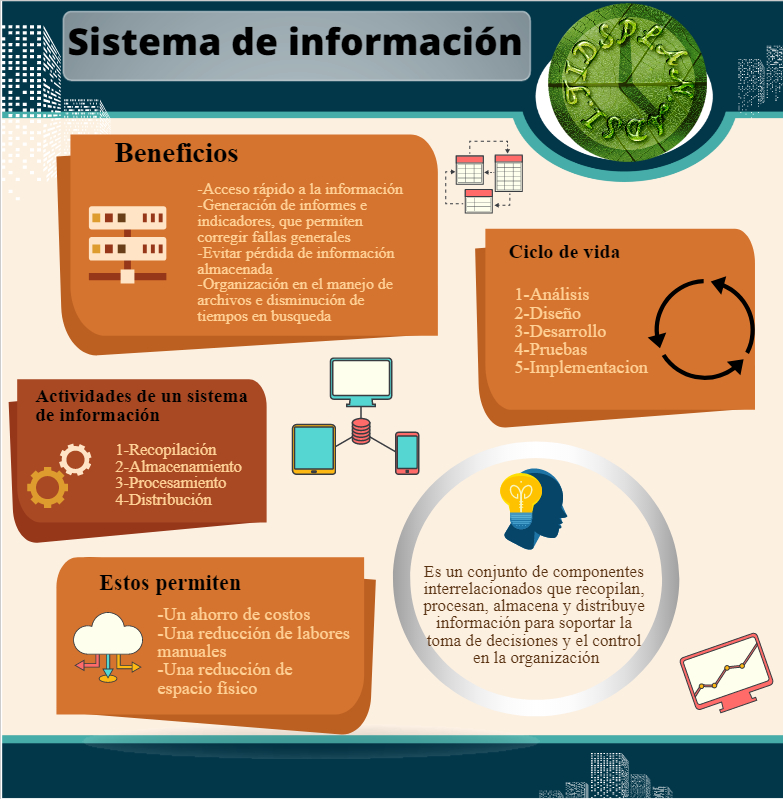 Sistema de información
Beneficios
-Acceso rápido a la información
-Generación de informes e
indicadores, que permiten
corregir fallas generales
-Evitar pérdida de información
almacenada
-Organización en el manejo de
archivos e disminución de
tiempos en busqueda
Ciclo de vida
1-Análisis
2-Diseño
3-Desarrollo
4-Pruebas
5-Implementacion
Actividades de un sistema
de información
1-Recopilación
2-Almacenamiento
3-Procesamiento
4-Distribución
Es un conjunto de componentes
interrelacionados que recopilan,
procesan, almacena y distribuye
información para soportar la
toma de decisiones y el control
en la organización
Estos permiten
-Un ahorro de costos
-Una reducción de labores
manuales
-Una reducción de
espacio físico